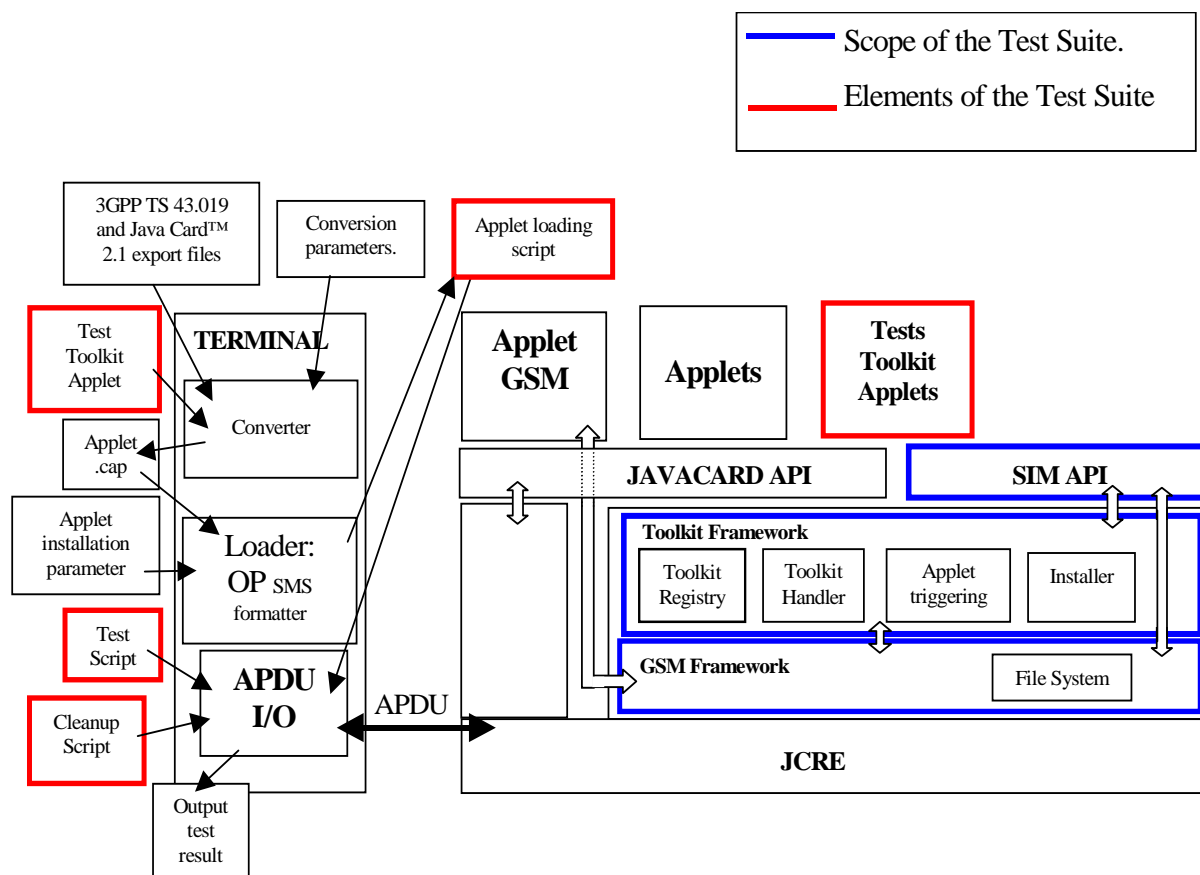 Scope of the Test Suite.
Elements of the Test Suite
3GPP TS 43.019
and Java Card™
2.1 export files
Conversion
parameters.
Applet loading
script
Test
Toolkit
Applet
TERMINAL
Converter
Applet
.cap
Applet
installation
parameter
Loader:
OP SMS
formatter
Test
Script
APDU
I/O
Cleanup
Script
Output
test
result
APDU
Applet
GSM
Applets
Tests
Toolkit
Applets
JAVACARD API
SIM API
Toolkit Framework
Toolkit
Registry
Toolkit
Handler
Applet
triggering
Installer
GSM Framework
File System
JCRE